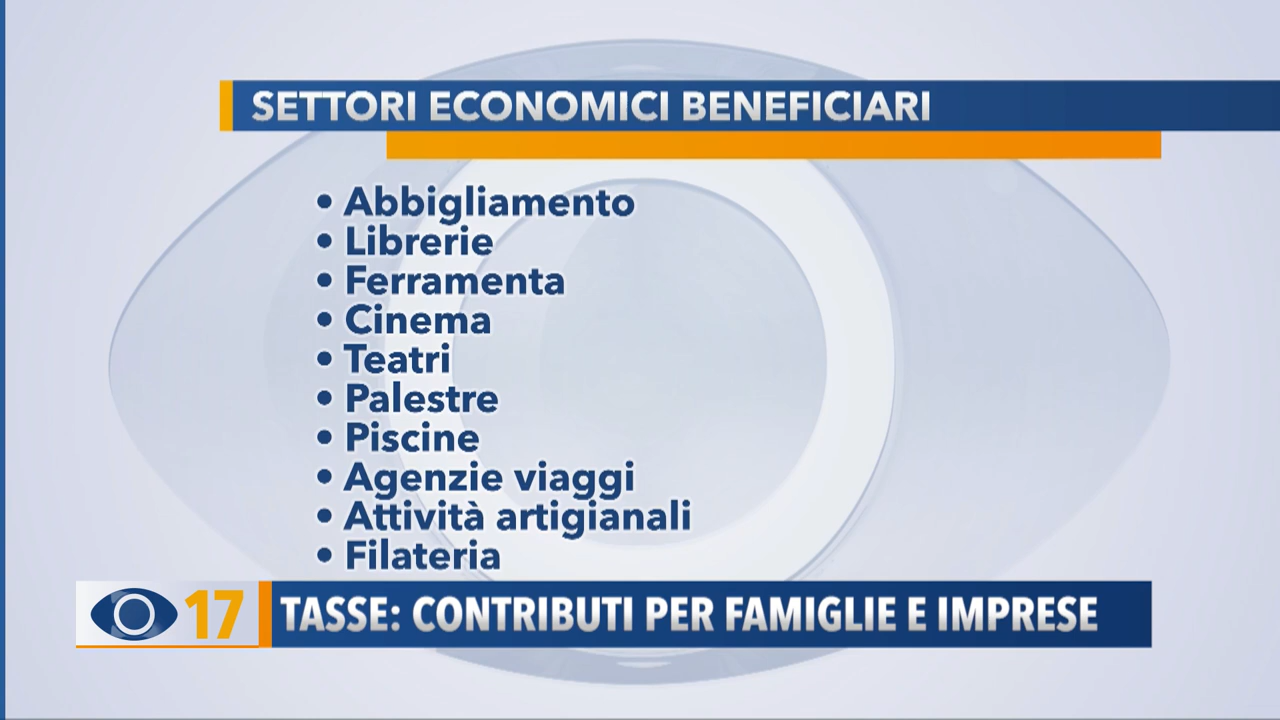 SETTORI ECONOMICI BENEFICIARI
• Abbigliamento
• Librerie
• Ferramenta
• Cinema
• Teatri
• Palestre
• Piscine
• Agenzie viaggi
• Attività artigianali
• Filateria
17
TASSE: CONTRIBUTI PER FAMIGLIE E IMPRESE